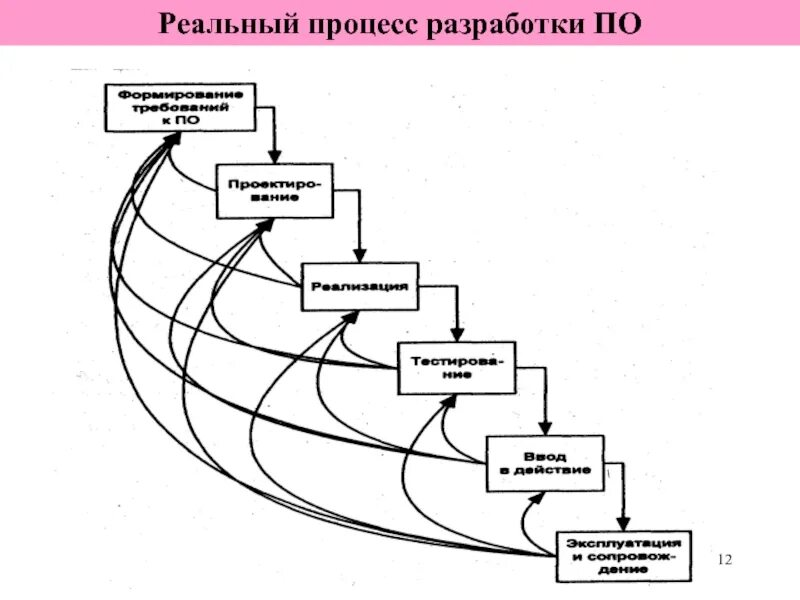 Реальный процесс разработки ПО
Формирование
требований
к ПО
Проектиро-
вание
Реализация
Тестирова-
ние
Ввод
в действие
Эксплуатация
и сопровож-
дение
12